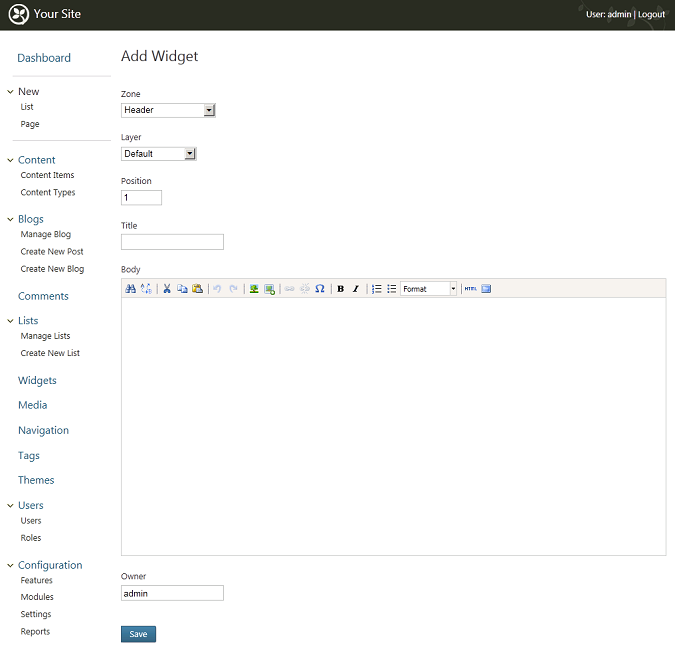 Your Site
User: admin | Logout
Dashboard
New
List
Page
Content
Content Items
Content Types
Blogs
Manage Blog
Create New Post
Create New Blog
Comments
Lists
Manage Lists
Create New List
Widgets
Media
Navigation
Tags
Themes
Users
Users
Roles
Configuration
Features
Modules
Settings
Reports
Add Widget
Zone
Header
Layer
Default
Position
1
Title
Body
B I Format HTML
Owner
admin
Save